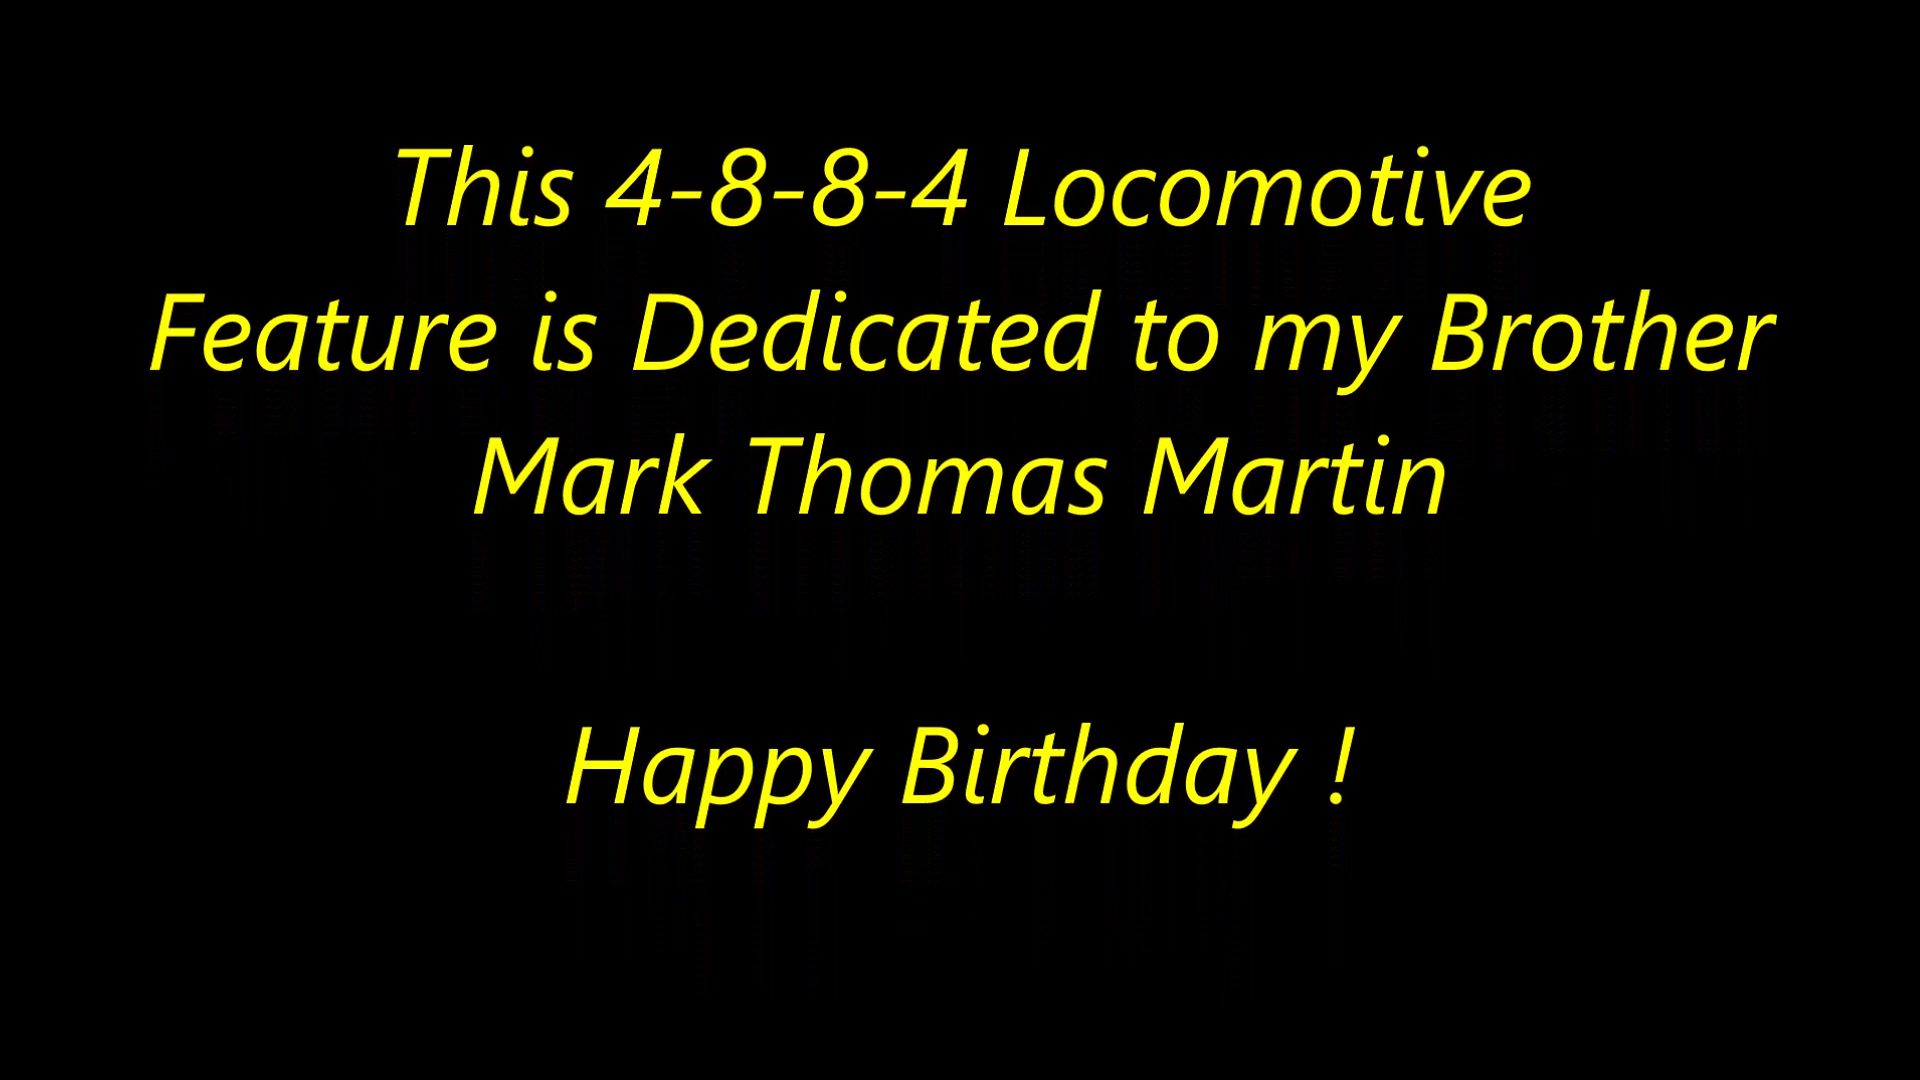 This 4-8-8-4 Locomotive
Feature is Dedicated to my Brother
Mark Thomas Martin
Happy Birthday !